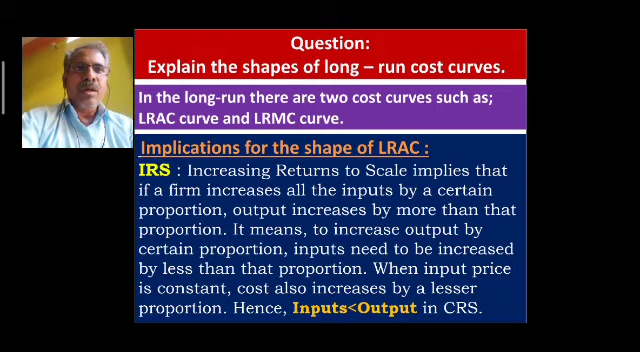 Question:
Explain the shapes of long – run cost curves.
In the long-run there are two cost curves such as;
LRAC curve and LRMC curve.
Implications for the shape of LRAC :
IRS : Increasing Returns to Scale implies that
if a firm increases all the inputs by a certain
proportion, output increases by more than that
proportion. It means, to increase output by
certain proportion, inputs need to be increased
by less than that proportion. When input price
is constant, cost also increases by a lesser
proportion. Hence, Inputs<Output in CRS.